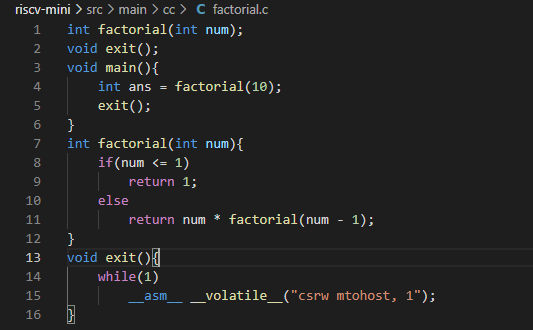 riscv-mini > src > main > cc > C factorial.c
1 int factorial(int num);
2 void exit();
3 void main(){
4     int ans = factorial(10);
5     exit();
6 }
7 int factorial(int num){
8     if(num <= 1)
9         return 1;
10     else
11         return num * factorial(num - 1);
12 }
13 void exit(){
14     while(1)
15         __asm__ __volatile__("csrw mtohost, 1");
16 }